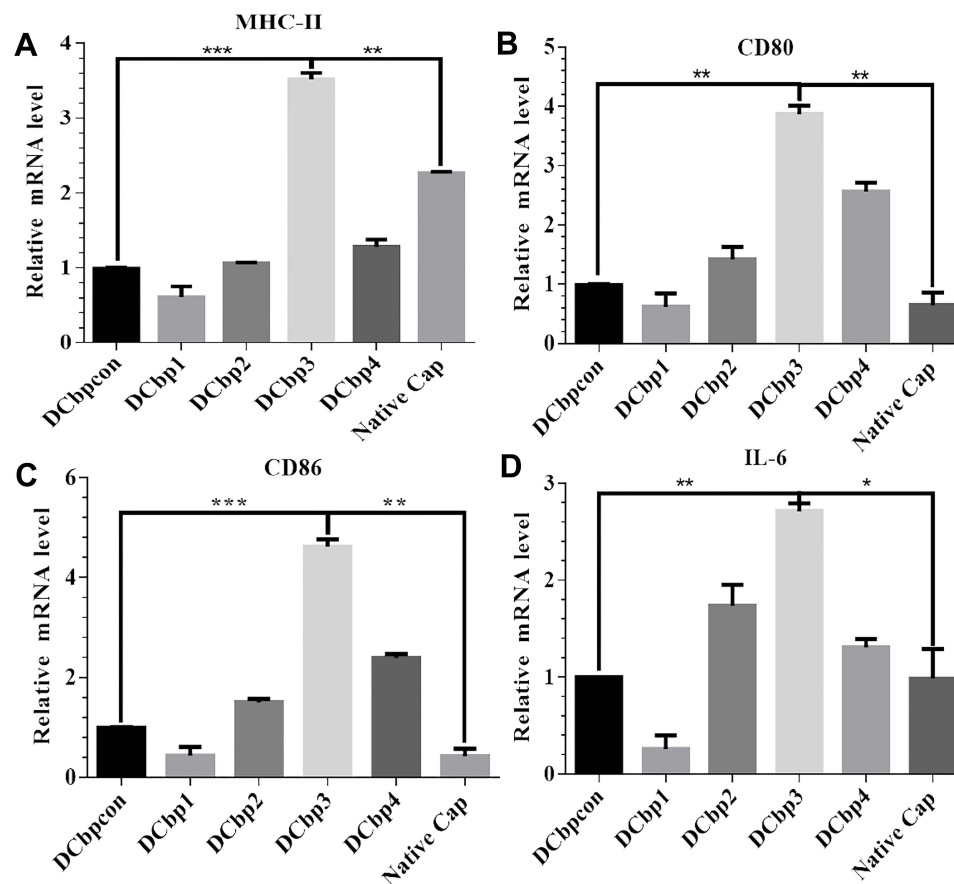 A
MHC-II
Relative mRNA level
4
3
2
1
0
***
**
DCbpcon
DCbp1
DCbp2
DCbp3
DCbp4
Native Cap
B
CD80
Relative mRNA level
5
4
3
2
1
0
**
**
DCbpcon
DCbp1
DCbp2
DCbp3
DCbp4
Native Cap
C
CD86
Relative mRNA level
6
4
2
0
***
**
DCbpcon
DCbp1
DCbp2
DCbp3
DCbp4
Native Cap
D
IL-6
Relative mRNA level
3
2
1
0
**
*
DCbpcon
DCbp1
DCbp2
DCbp3
DCbp4
Native Cap